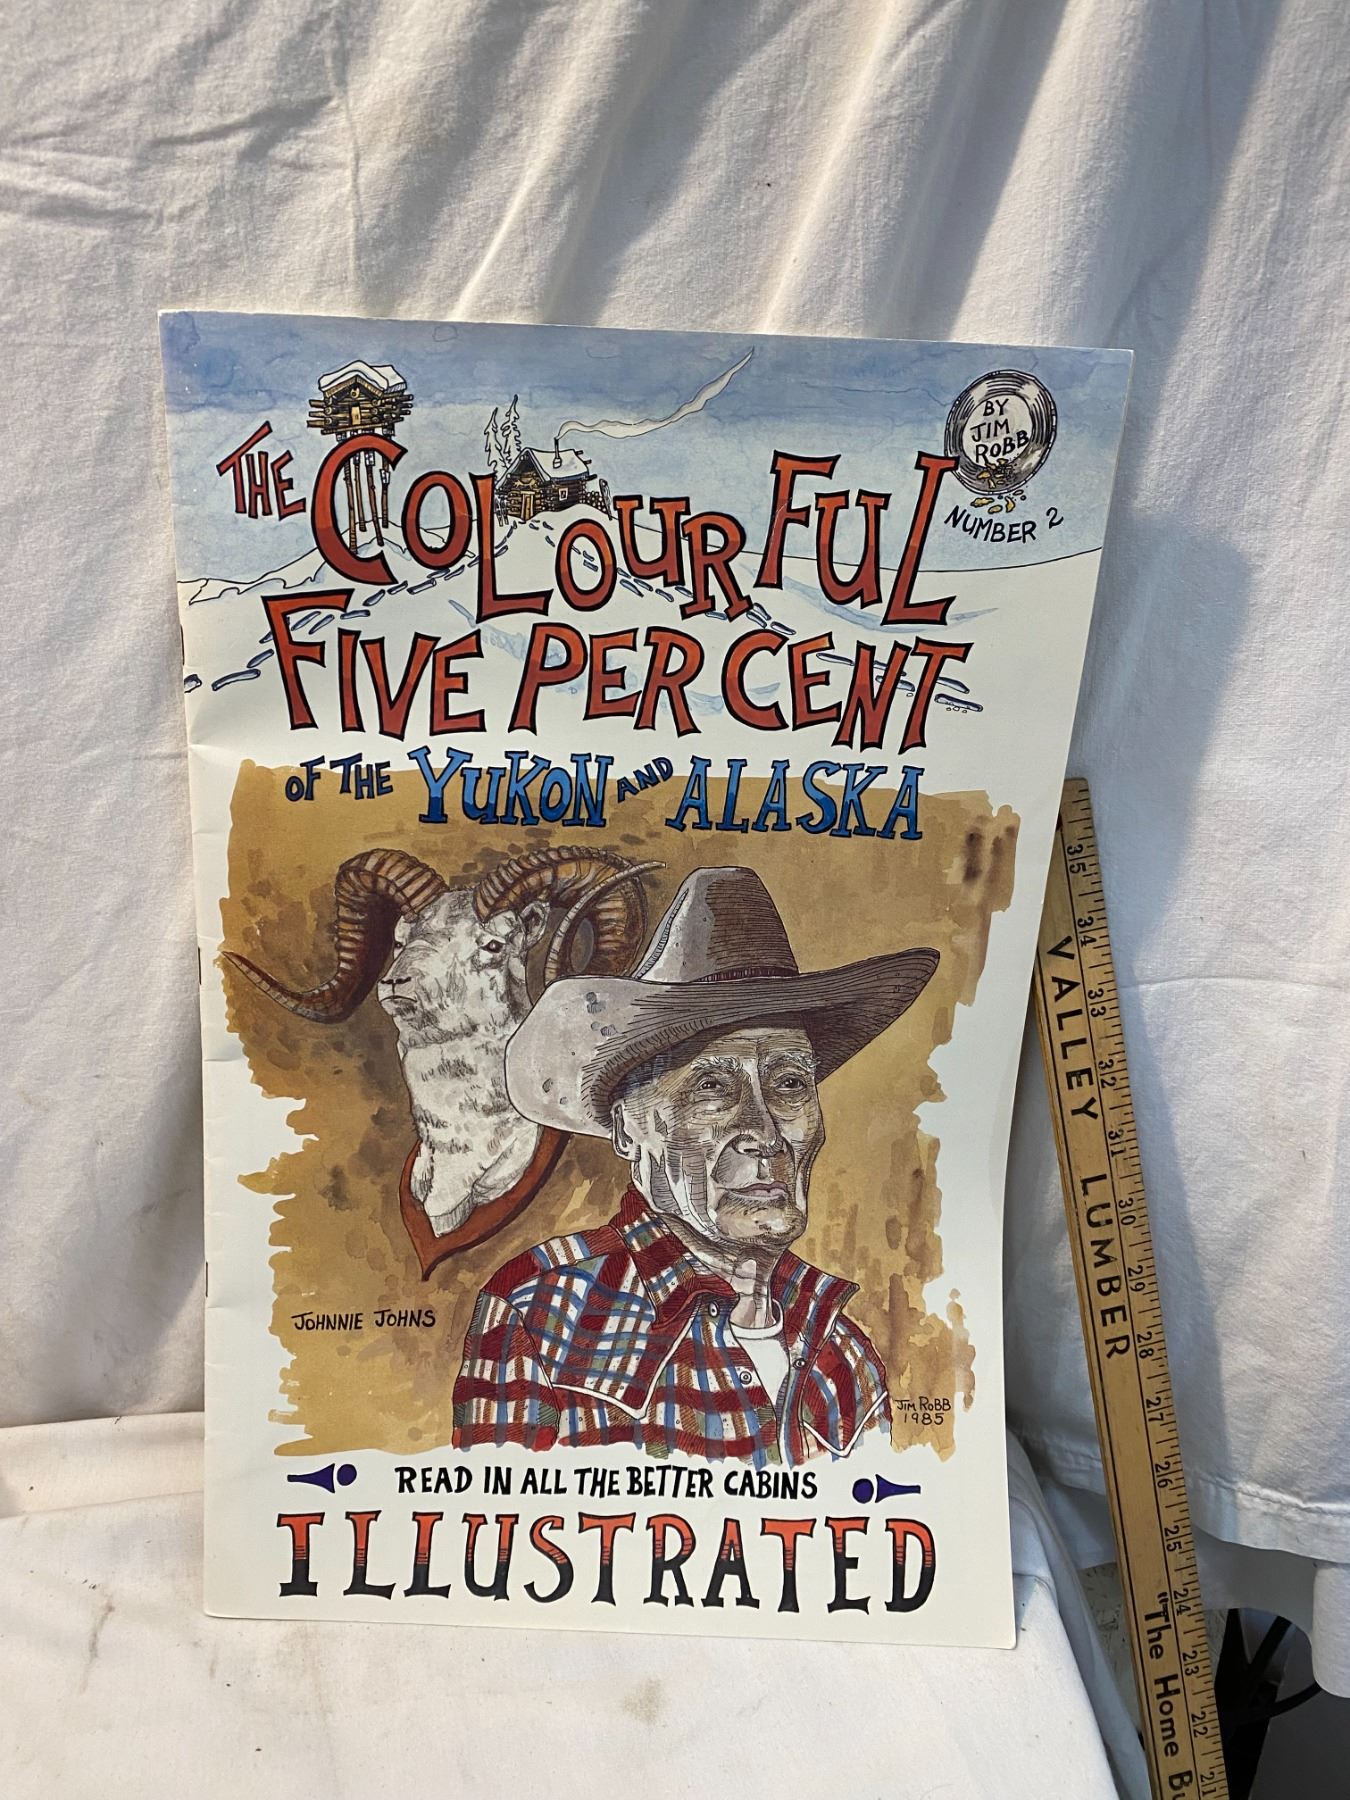 BY
JIM
ROBB
NUMBER 2
THE COLOURFUL
FIVE PER CENT
OF THE YUKON AND ALASKA
JOHNNIE JOHNS
JIM ROBB
1985
READ IN ALL THE BETTER CABINS
ILLUSTRATED
35
34
33
32
31
30
29
28
27
26
25
24
23
22
21
VALLEY LUMBER
"The Home